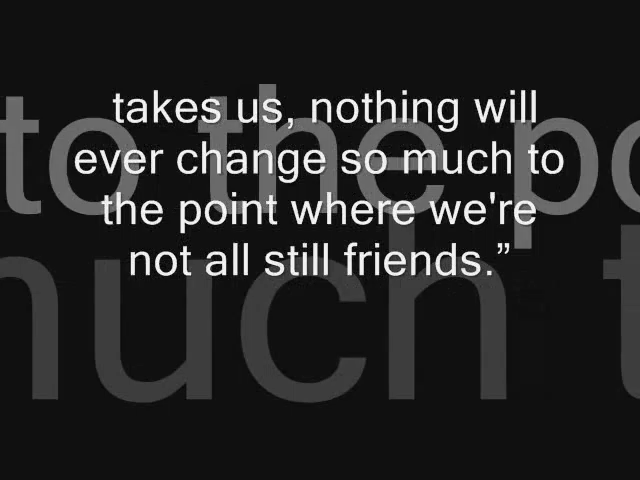 takes us, nothing will
ever change so much to
the point where we're
not all still friends.”
to the po
much t